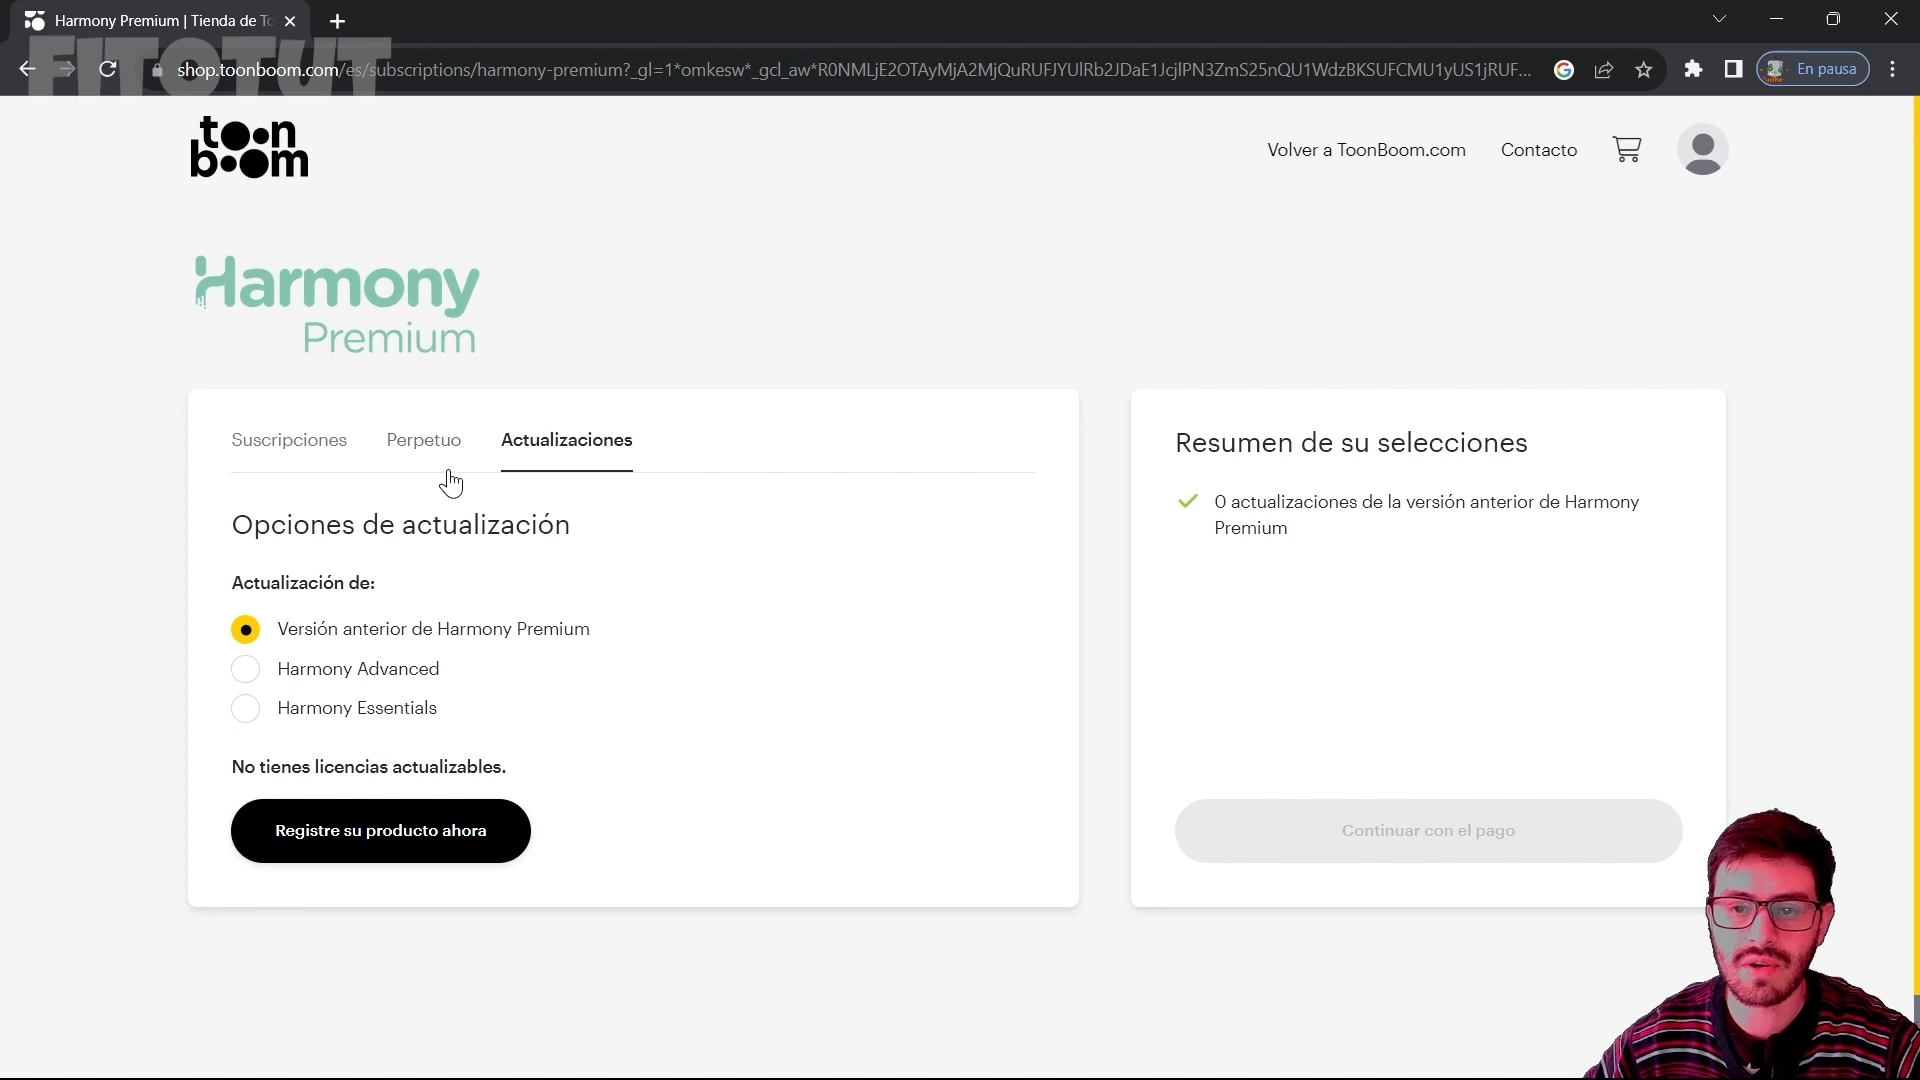 Harmony Premium | Tienda de To
FITOTUT
shop.toonboom.com/es/subscriptions/harmony-premium?_gl=1*omkesw*_gcl_aw*R0NMLjE2OTAyMjA2MjQuRUFJYUlRb2JDaE1JcjlPN3ZmS25nQU1WdzBKSUFCMU1yUS1jRUF...
En pausa
toon
boom
Volver a ToonBoom.com
Contacto
Harmony
Premium
Suscripciones
Perpetuo
Actualizaciones
Opciones de actualización
Actualización de:
Versión anterior de Harmony Premium
Harmony Advanced
Harmony Essentials
No tienes licencias actualizables.
Registre su producto ahora
Resumen de su selecciones
0 actualizaciones de la versión anterior de Harmony
Premium
Continuar con el pago